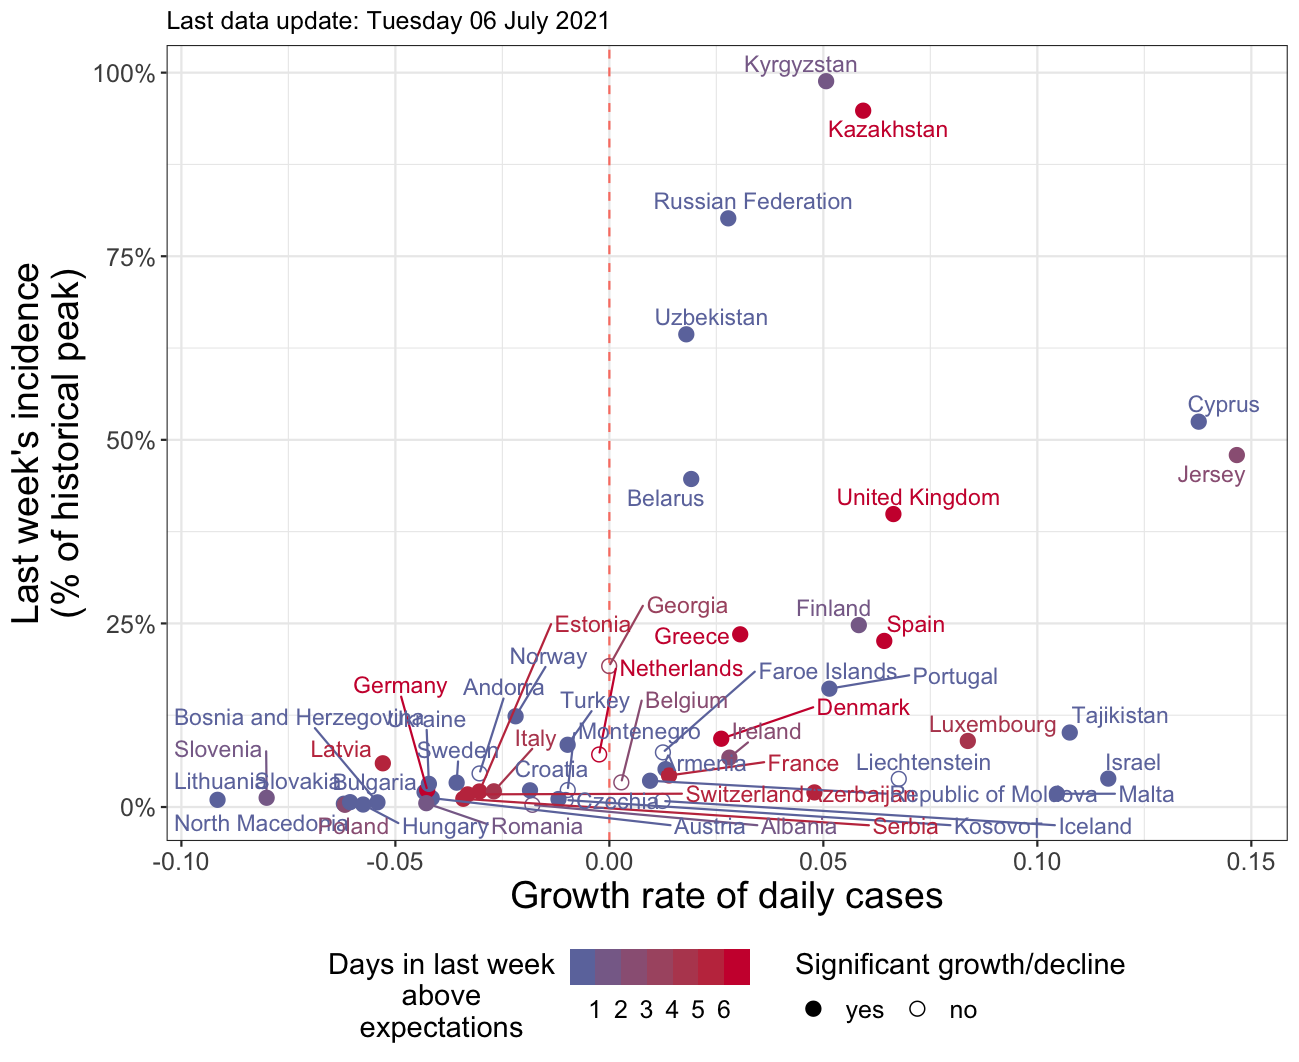 Last data update: Tuesday 06 July 2021
Last week's incidence
(% of historical peak)
100%
75%
50%
25%
0%
Kyrgyzstan
Kazakhstan
Russian Federation
Uzbekistan
Cyprus
Jersey
Belarus
United Kingdom
Georgia
Finland
Estonia
Greece
Spain
Norway
Netherlands
Faroe Islands
Portugal
Germany
Andorra
Turkey
Belgium
Denmark
Bosnia and Herzegovina
Ukraine
Tajikistan
Luxembourg
Montenegro
Ireland
Slovenia
Latvia
Sweden
Italy
Armenia
France
Liechtenstein
Israel
Croatia
Lithuania
Slovakia
Bulgaria
Czechia
Switzerland
Azerbaijan
Republic of Moldova
Malta
North Macedonia
Poland
Hungary
Romania
Austria
Albania
Serbia
Kosovo†
Iceland
-0.10
-0.05
0.00
0.05
0.10
0.15
Growth rate of daily cases
Days in last week
above
expectations
1 2 3 4 5 6
Significant growth/decline
yes
no